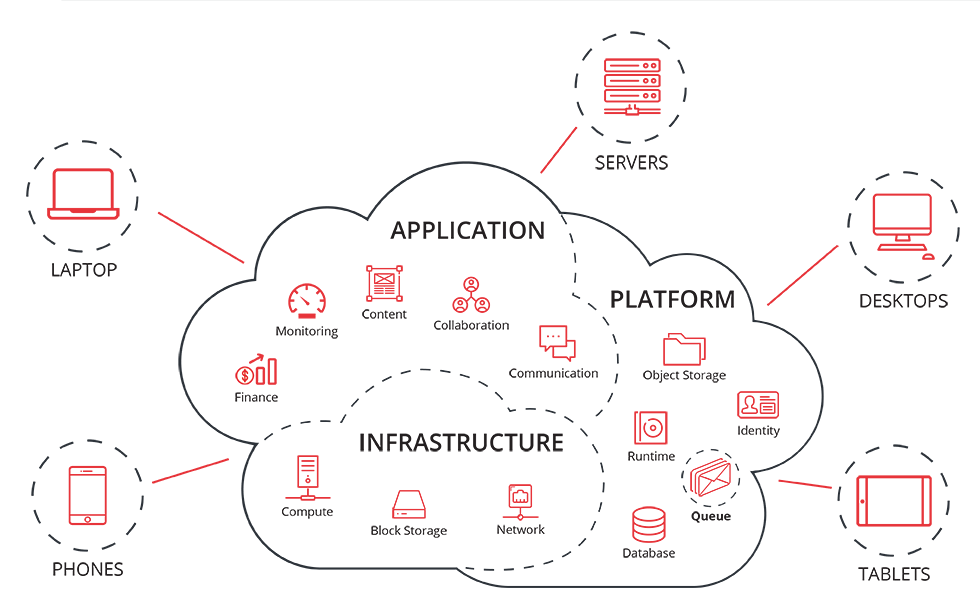 SERVERS
LAPTOP
APPLICATION
DESKTOPS
PLATFORM
Monitoring
Content
Collaboration
Communication
Object Storage
Finance
Identity
INFRASTRUCTURE
Runtime
Compute
Block Storage
Network
Queue
Database
PHONES
TABLETS
$